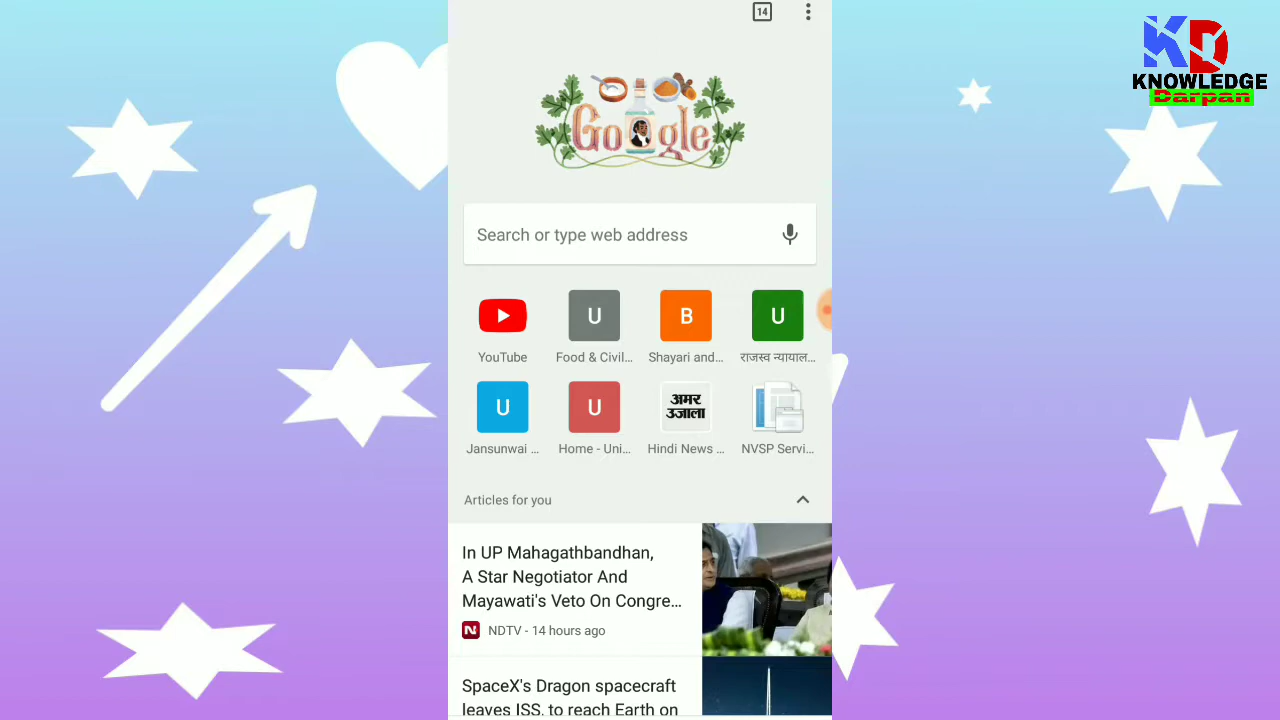 14
KD
KNOWLEDGE
Darpan
Google
Search or type web address
U
B
U
YouTube
Food & Civil...
Shayari and...
राजस्व न्यायाल...
U
U
अमर
उजाला
Jansunwai ...
Home - Uni...
Hindi News ...
NVSP Servi...
Articles for you
In UP Mahagathbandhan,
A Star Negotiator And
Mayawati's Veto On Congre...
N NDTV - 14 hours ago
SpaceX's Dragon spacecraft
leaves ISS, to reach Earth on